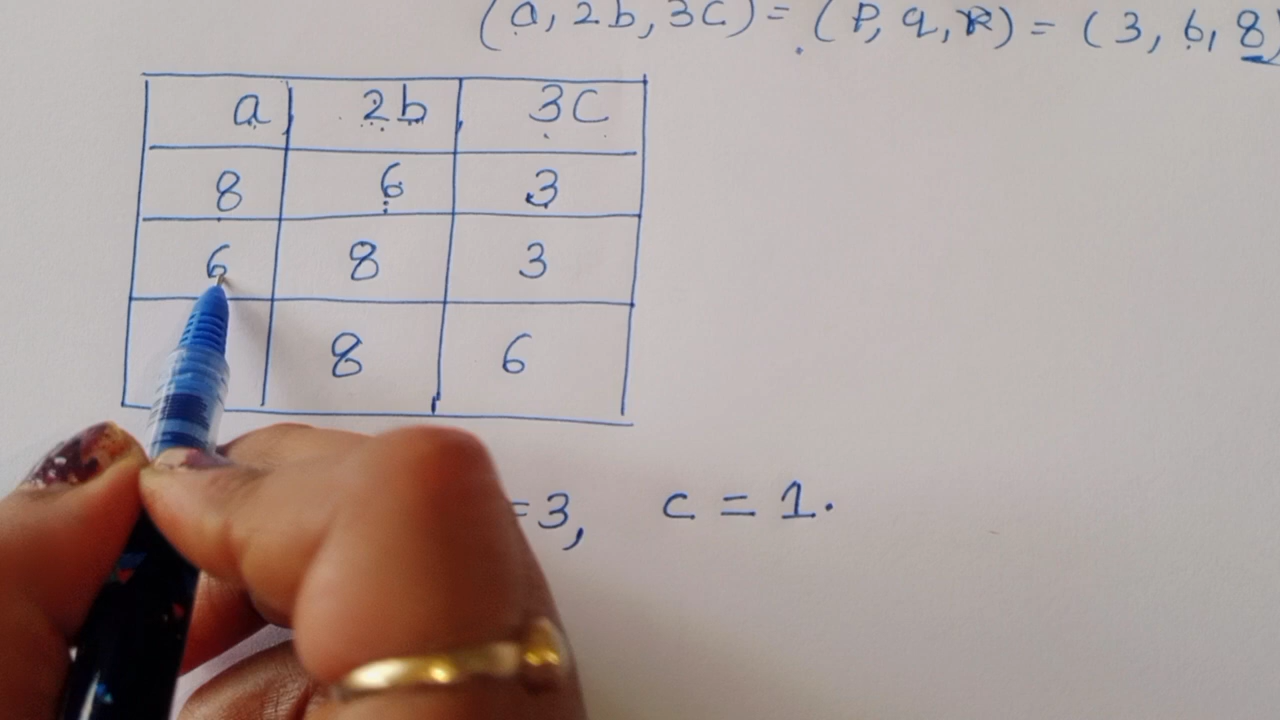 (a, 2b, 3C) = (P, q, R) = (3, 6, 8)
a, 2b, 3C
8 6 3
6 8 3
8 6
=3, c = 1.